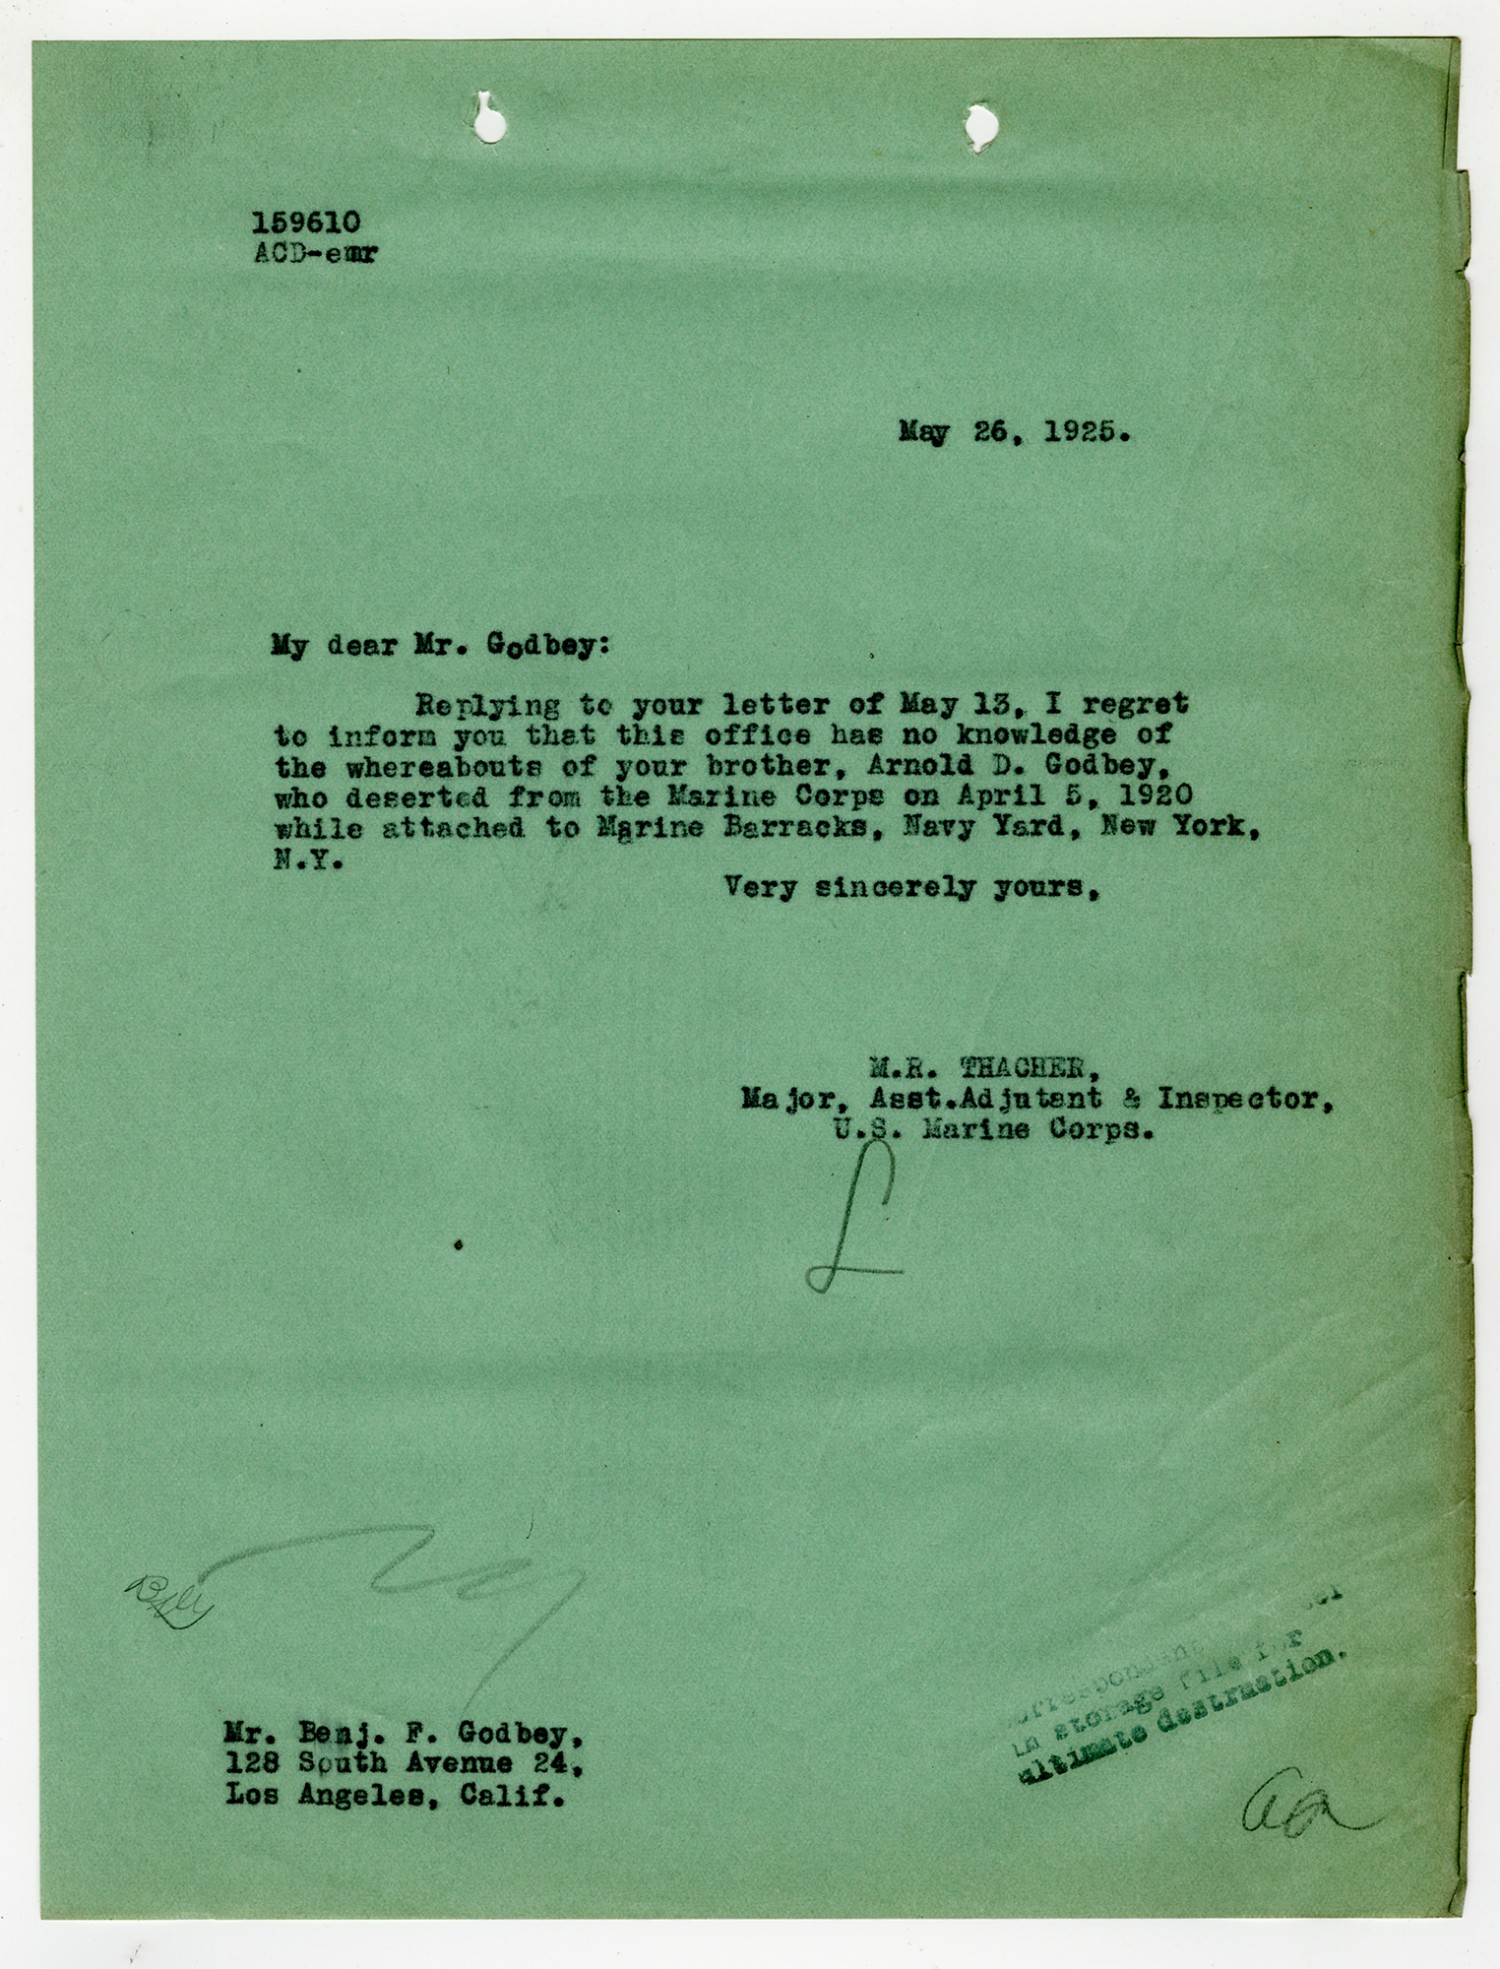 159610
ACD-emr
May 26, 1925.
My dear Mr. Godbey:
Replying to your letter of May 13, I regret
to inform you that this office has no knowledge of
the whereabouts of your brother, Arnold D. Godbey,
who deserted from the Marine Corps on April 5, 1920
while attached to Marine Barracks, Navy Yard, New York,
N.Y.
Very sincerely yours,
M.R. THACHER,
Major, Asst.Adjutant & Inspector,
U.S. Marine Corps.
L
Mr. Benj. F. Godbey,
128 South Avenue 24,
Los Angeles, Calif.
in storage file for
ultimate destruction.